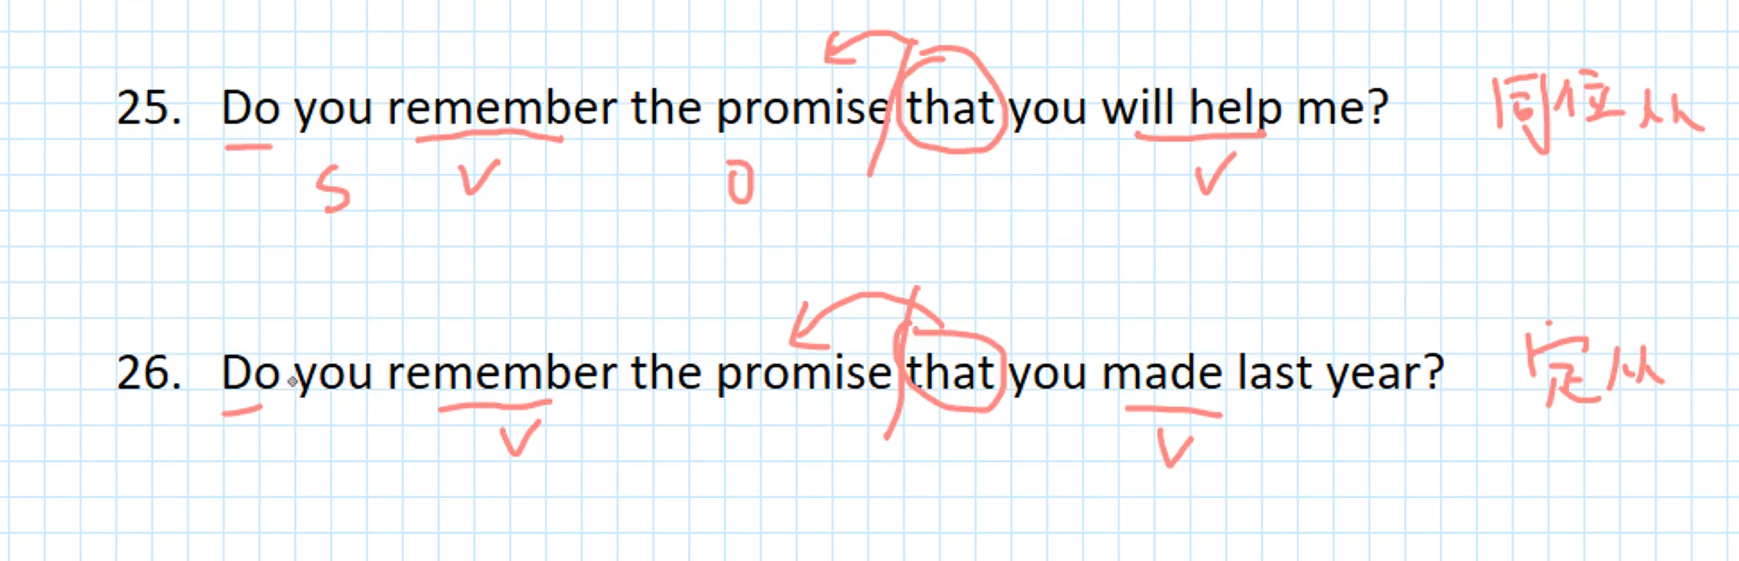 25. Do you remember the promise that you will help me? 同位从
S V O V
26. Do you remember the promise that you made last year? 定从
V V